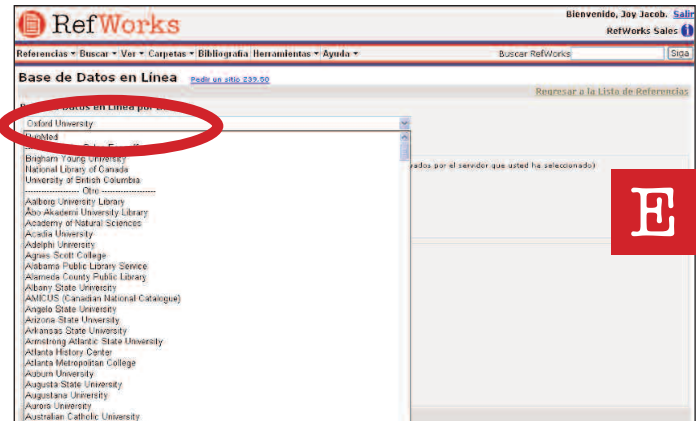 RefWorks
Bienvenido, Joy Jacob. Salir
RefWorks Sales
Referencias Buscar Ver Carpetas Bibliografía Herramientas Ayuda
Buscar RefWorks Siga
Base de Datos en Línea Pedir un sitio Z39.50
Regresar a la Lista de Referencias
Datos en Línea por
Oxford University
PubMed
Brigham Young University
National Library of Canada
University of British Columbia
-------------------- Otro --------------------
vados por el servidor que usted ha seleccionado)
Aalborg University Library
Åbo Akademi University Library
Academy of Natural Sciences
Acadia University
Adelphi University
Agnes Scott College
Alabama Public Library Service
Alameda County Public Library
Albany State University
AMICUS (Canadian National Catalogue)
Angelo State University
Arizona State University
Arkansas State University
Armstrong Atlantic State University
Atlanta History Center
Atlanta Metropolitan College
Auburn University
Augusta State University
Augustana University
Aurora University
Australian Catholic University
E